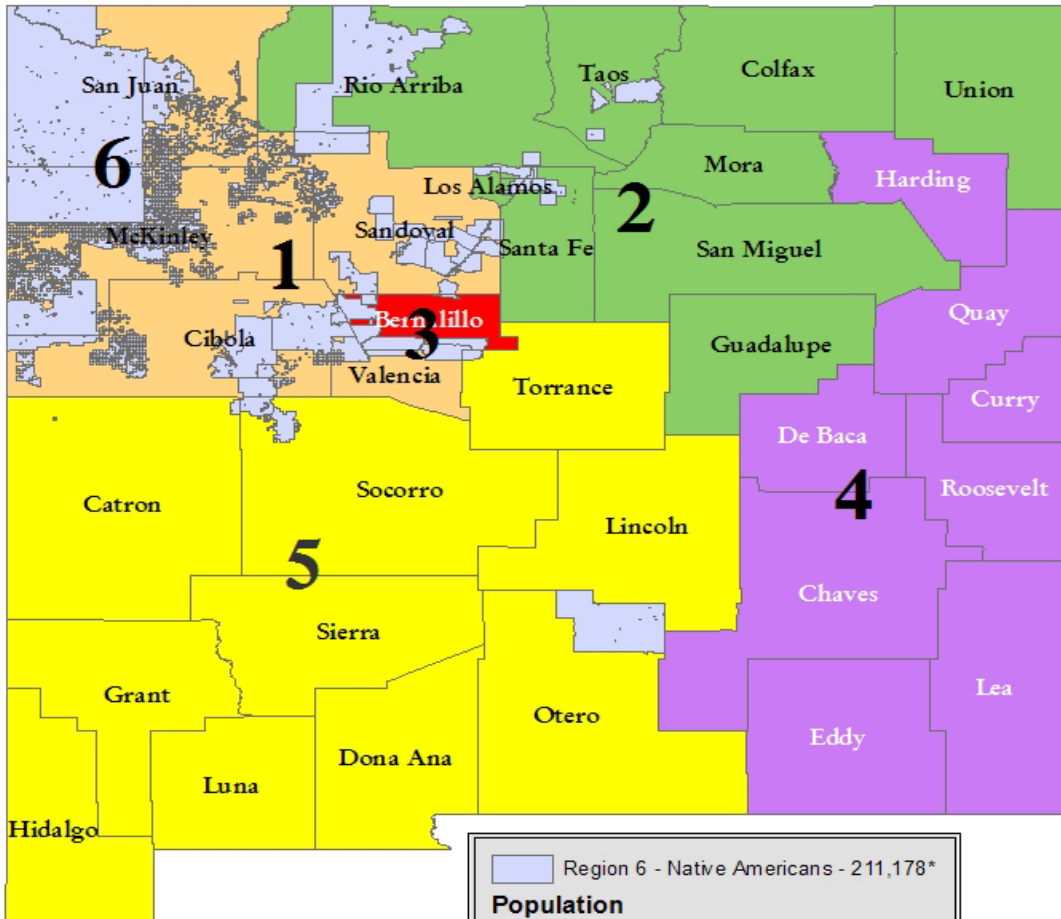 San Juan
Rio Arriba
Taos
Colfax
Union
6
Mora
Harding
Los Alamos
2
McKinley
Sandoval
1
Santa Fe
San Miguel
Quay
Bernalillo
3
Cibola
Guadalupe
Valencia
Torrance
Curry
De Baca
4
Roosevelt
Catron
Socorro
Lincoln
5
Chaves
Sierra
Grant
Otero
Lea
Eddy
Dona Ana
Luna
Hidalgo
Region 6 - Native Americans - 211,178*
Population